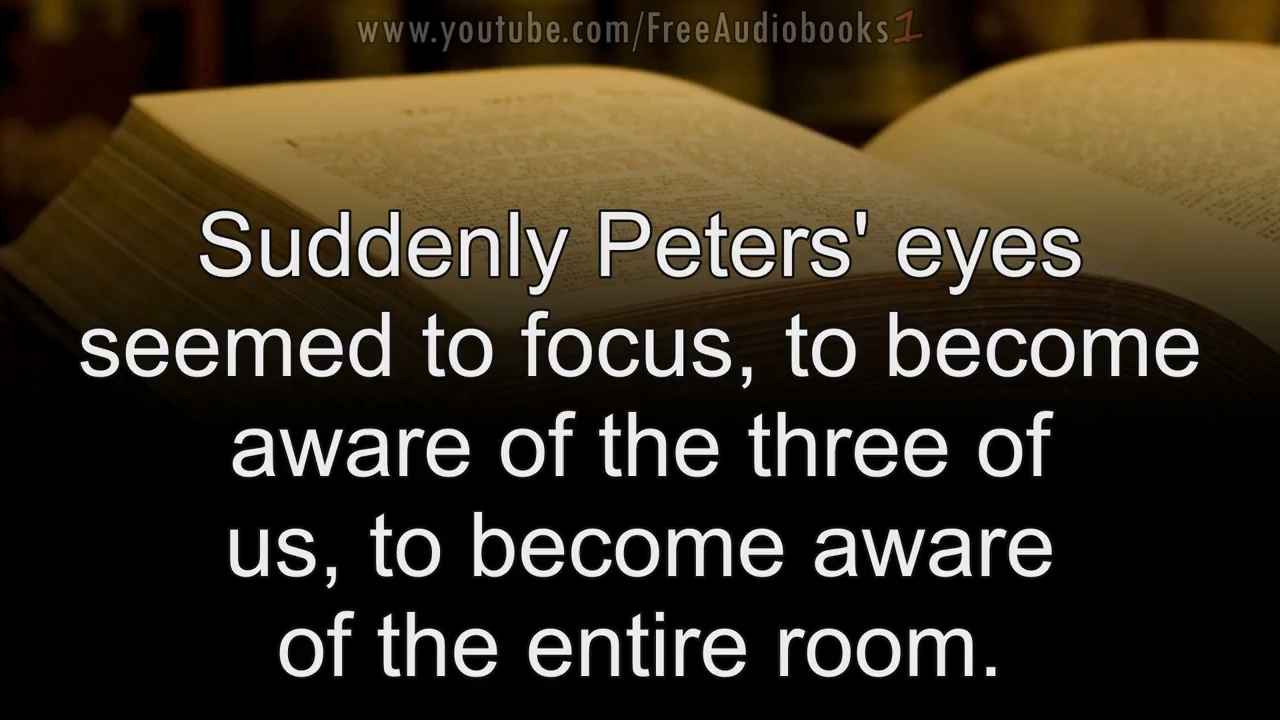 www.youtube.com/FreeAudiobooks1
Suddenly Peters' eyes
seemed to focus, to become
aware of the three of
us, to become aware
of the entire room.